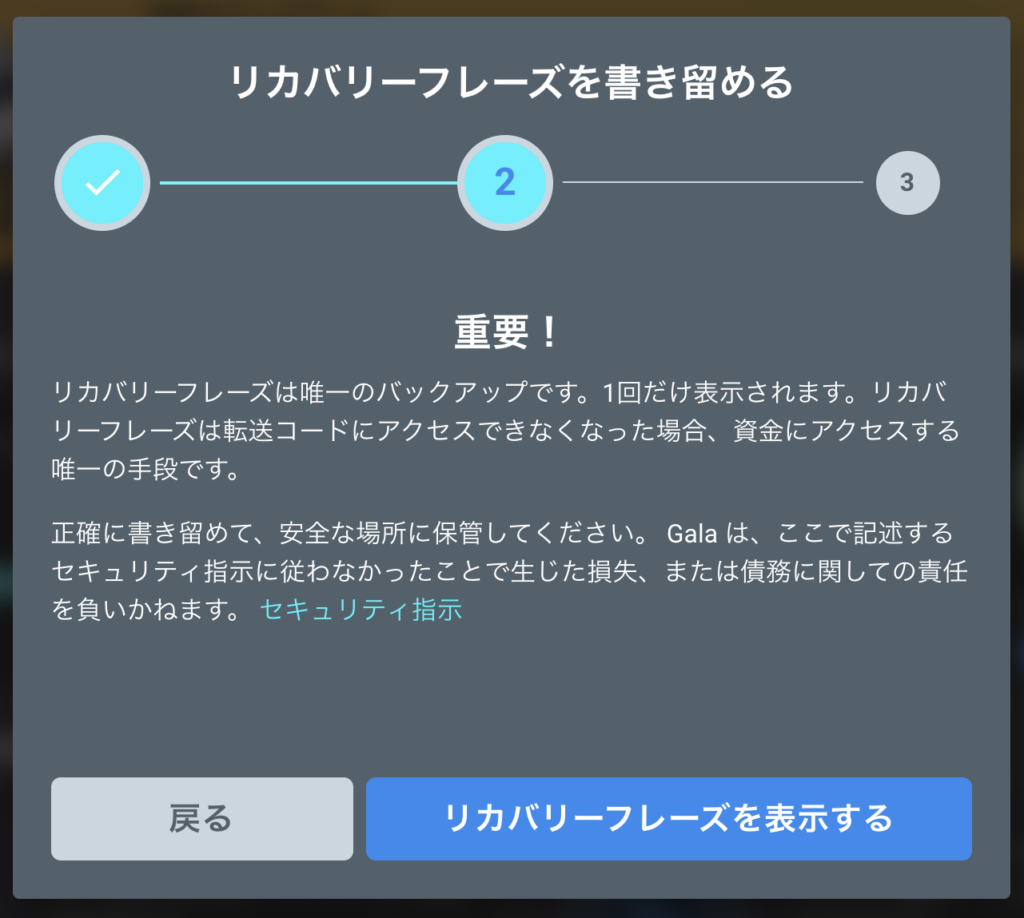 リカバリーフレーズを書き留める
2
3
重要！
リカバリーフレーズは唯一のバックアップです。1回だけ表示されます。リカバ
リーフレーズは転送コードにアクセスできなくなった場合、資金にアクセスする
唯一の手段です。
正確に書き留めて、安全な場所に保管してください。 Gala は、ここで記述する
セキュリティ指示に従わなかったことで生じた損失、または債務に関しての責任
を負いかねます。 セキュリティ指示
戻る
リカバリーフレーズを表示する